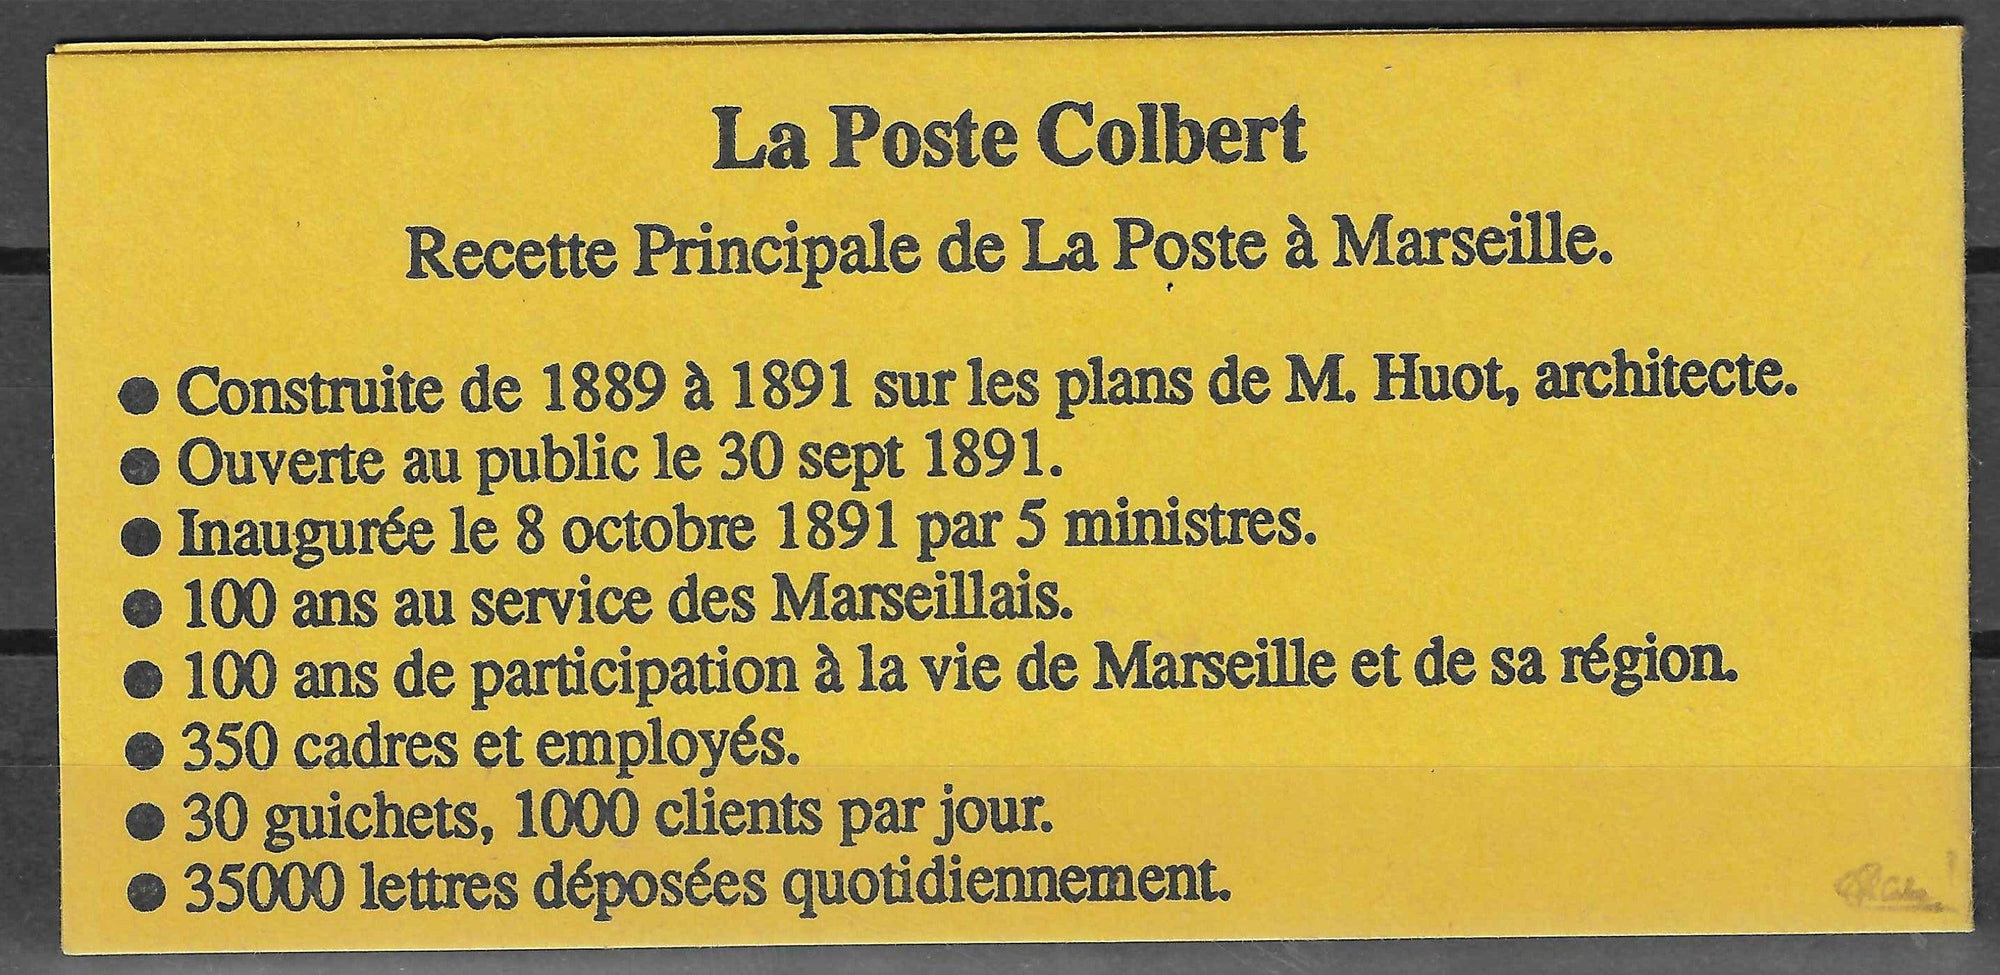 La Poste Colbert
Recette Principale de La Poste à Marseille.
● Construite de 1889 à 1891 sur les plans de M. Huot, architecte.
● Ouverte au public le 30 sept 1891.
● Inaugurée le 8 octobre 1891 par 5 ministres.
● 100 ans au service des Marseillais.
● 100 ans de participation à la vie de Marseille et de sa région.
● 350 cadres et employés.
● 30 guichets, 1000 clients par jour.
● 35000 lettres déposées quotidiennement.